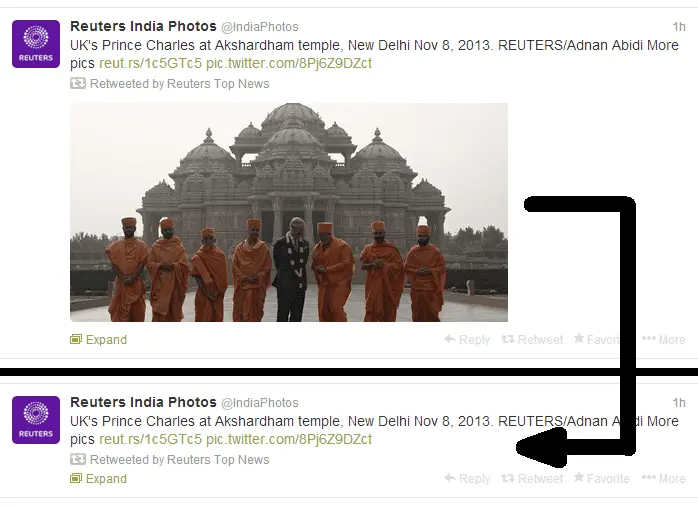 Reuters India Photos @IndiaPhotos 1h
UK's Prince Charles at Akshardham temple, New Delhi Nov 8, 2013. REUTERS/Adnan Abidi More
pics reut.rs/1c5GTc5 pic.twitter.com/8Pj6Z9DZct
REUTERS
Retweeted by Reuters Top News
Expand Reply Retweet Favori More
Reuters India Photos @IndiaPhotos 1h
UK's Prince Charles at Akshardham temple, New Delhi Nov 8, 2013. REUTERS/Adnan A di More
pics reut.rs/1c5GTc5 pic.twitter.com/8Pj6Z9DZct
REUTERS
Retweeted by Reuters Top News
Expand Reply Retweet Favorite More